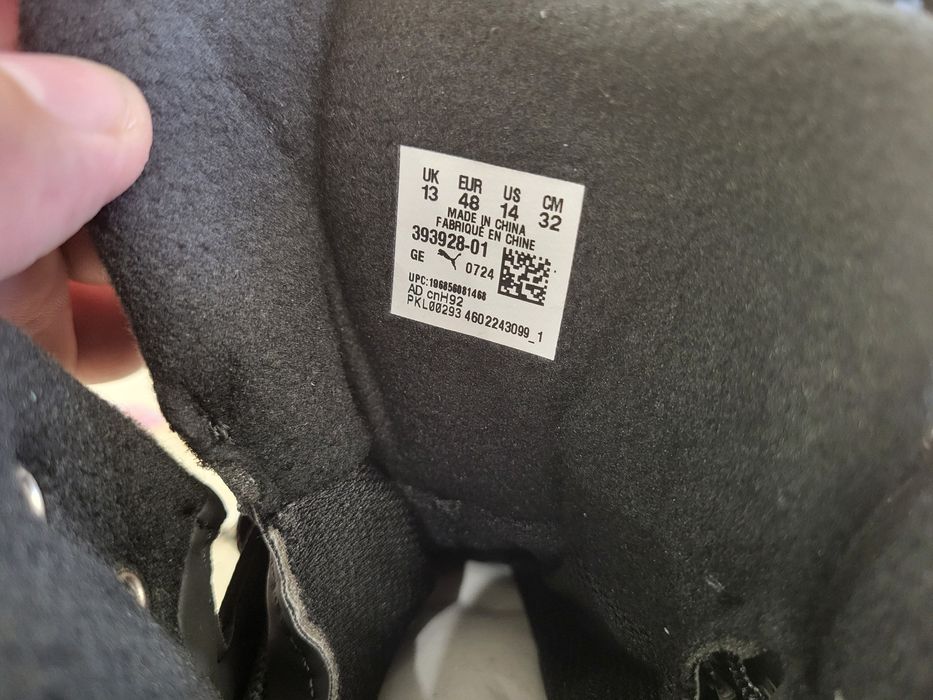 UK EUR US CM
13 48 14 32
MADE IN CHINA
FABRIQUÉ EN CHINE
393928-01
GE 0724
UPC:196856081468
AD cnH92
PKL00293 4602243099_1